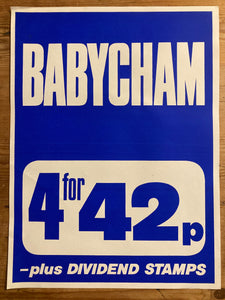 BABYCHAM
4 for 42p
–plus DIVIDEND STAMPS